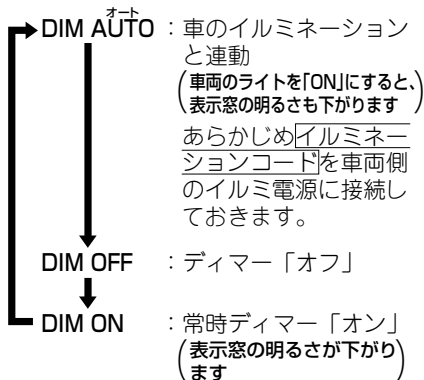 オート
DIM AUTO：車のイルミネーション
と連動
(車両のライトを「ON」にすると、
表示窓の明るさも下がります)
あらかじめイルミネー
ションコードを車両側
のイルミ電源に接続し
ておきます。
DIM OFF：ディマー「オフ」
DIM ON：常時ディマー「オン」
(表示窓の明るさが下がり
ます)